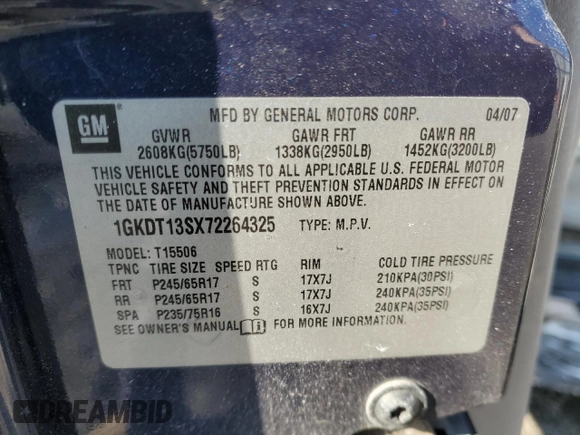 GM
MFD BY GENERAL MOTORS CORP. 04/07
GVWR GAWR FRT GAWR RR
2608KG(5750LB) 1338KG(2950LB) 1452KG(3200LB)
THIS VEHICLE CONFORMS TO ALL APPLICABLE U.S. FEDERAL MOTOR
VEHICLE SAFETY AND THEFT PREVENTION STANDARDS IN EFFECT ON
THE DATE OF MANUFACTURE SHOWN ABOVE.
1GKDT13SX72264325 TYPE: M.P.V.
MODEL: T15506
TPNC TIRE SIZE SPEED RTG RIM COLD TIRE PRESSURE
FRT P245/65R17 S 17X7J 210KPA(30PSI)
RR P245/65R17 S 17X7J 240KPA(35PSI)
SPA P235/75R16 S 16X7J 240KPA(35PSI)
SEE OWNER'S MANUAL FOR MORE INFORMATION.
DREAMBID